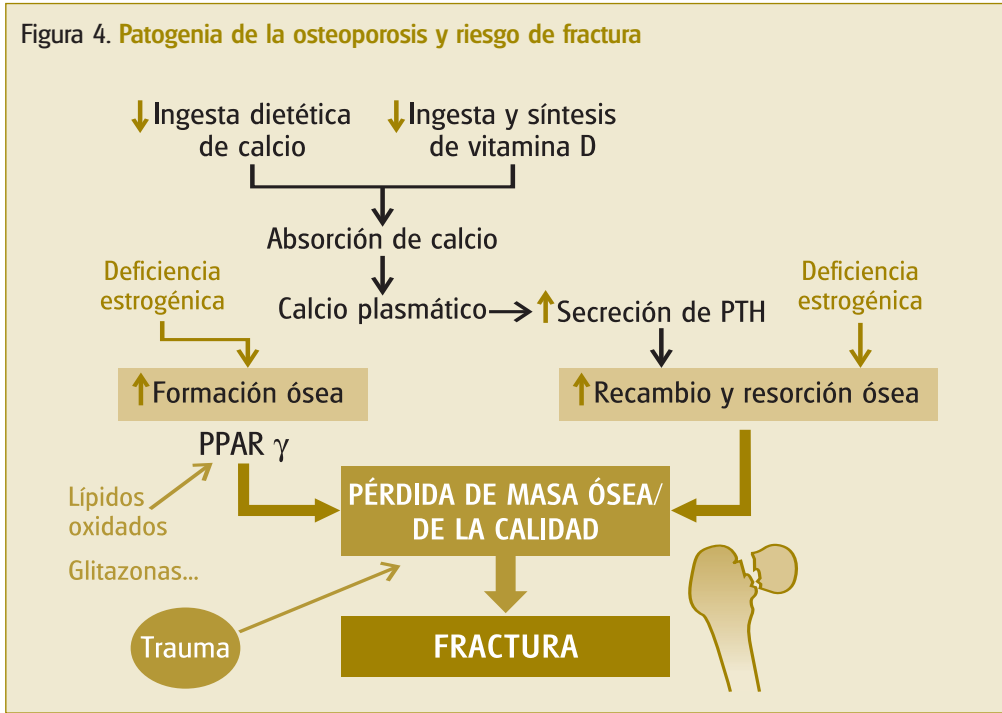 Figura 4. Patogenia de la osteoporosis y riesgo de fractura
↓ Ingesta dietética
de calcio
↓ Ingesta y síntesis
de vitamina D
Absorción de calcio
Deficiencia
estrogénica
Calcio plasmático → ↑ Secreción de PTH
Deficiencia
estrogénica
↑ Formación ósea
↑ Recambio y resorción ósea
PPAR γ
Lípidos
oxidados
Glitazonas...
PÉRDIDA DE MASA ÓSEA/
DE LA CALIDAD
Trauma
FRACTURA